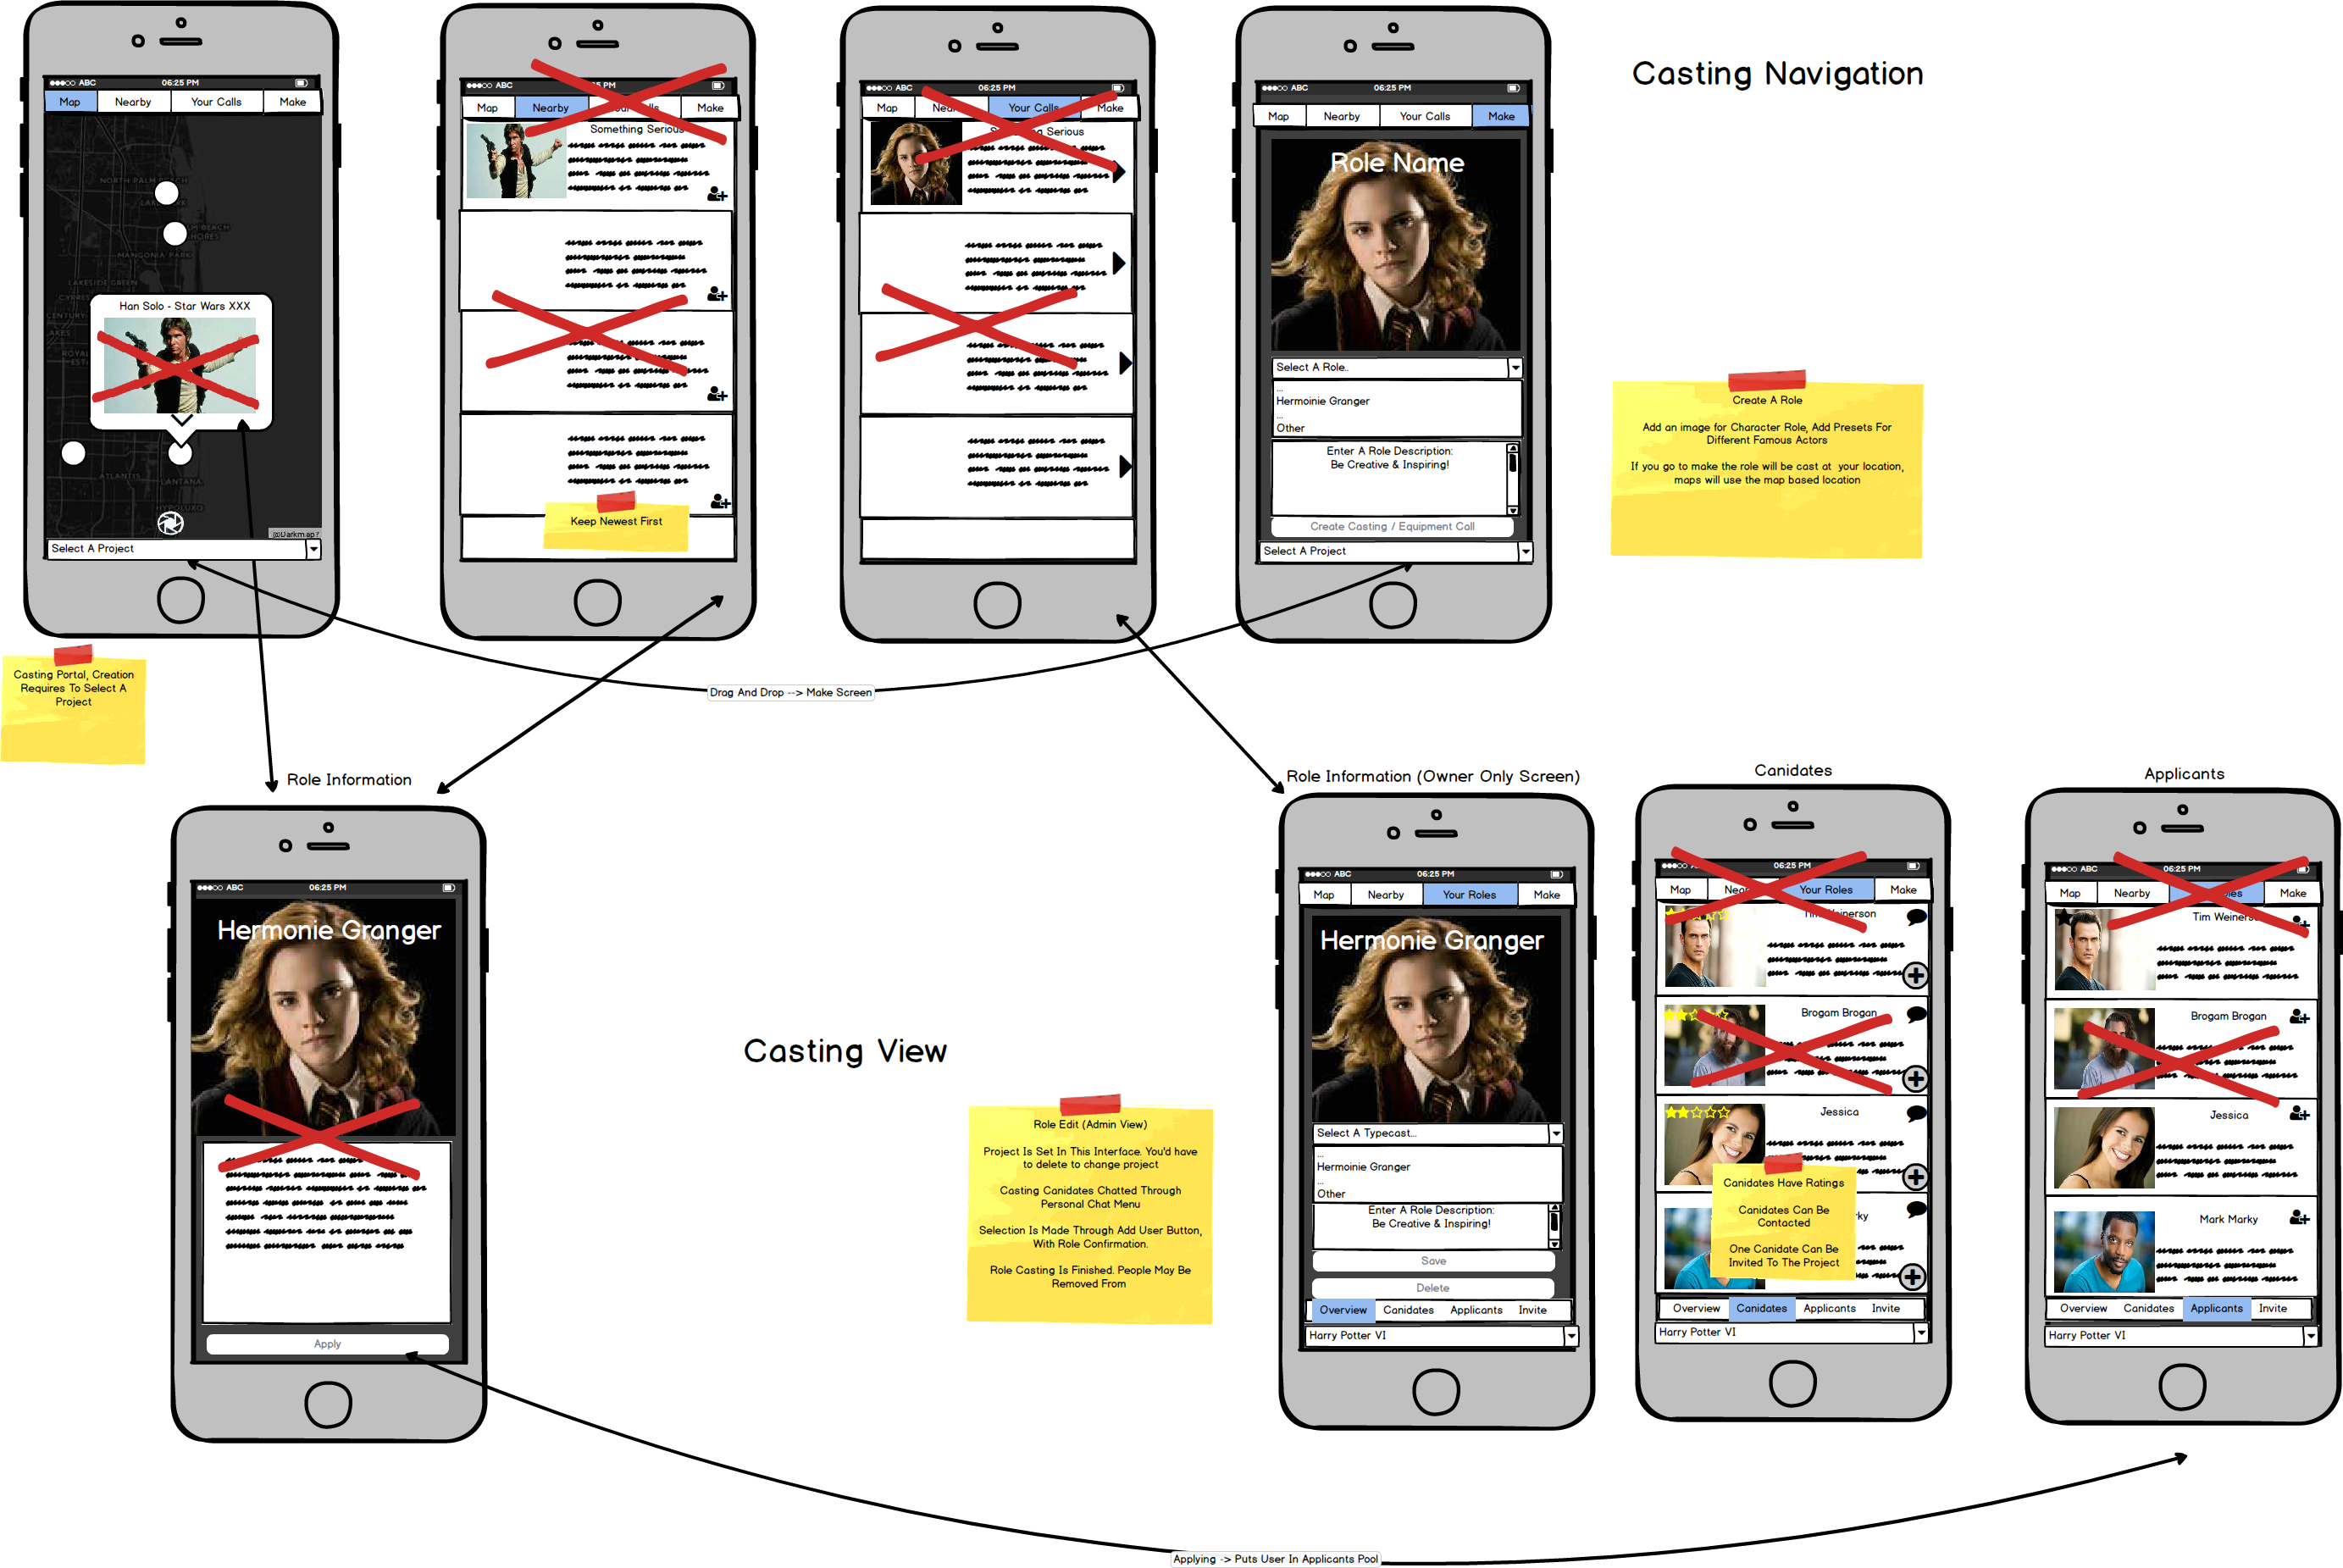 Casting Navigation
ABC 06:25 PM
Map Nearby Your Calls Make
NORTH PALM BEACH
MANGONIA PARK
LAKESIDE GREEN
Han Solo - Star Wars XXX
ATLANTIS
LANTANA
HYPOLUXO
@Darkmap?
Select A Project
ABC PM
Map Nearby Calls Make
Something Serious
Keep Newest First
ABC 06:25 PM
Map Your Calls Make
Serious
ABC 06:25 PM
Map Nearby Your Calls Make
Role Name
Select A Role..
...
Hermoinie Granger
...
Other
Enter A Role Description:
Be Creative & Inspiring!
Create Casting / Equipment Call
Select A Project
Create A Role
Add an image for Character Role, Add Presets For
Different Famous Actors
If you go to make the role will be cast at your location,
maps will use the map based location
Casting Portal, Creation
Requires To Select A
Project
Drag And Drop --> Make Screen
Role Information
ABC 06:25 PM
Hermonie Granger
Apply
Casting View
Role Edit (Admin View)
Project Is Set In This Interface. You'd have
to delete to change project
Casting Canidates Chatted Through
Personal Chat Menu
Selection Is Made Through Add User Button,
With Role Confirmation.
Role Casting Is Finished. People May Be
Removed From
Role Information (Owner Only Screen)
ABC 06:25 PM
Map Nearby Your Roles Make
Hermonie Granger
Select A Typecast...
...
Hermoinie Granger
...
Other
Enter A Role Description:
Be Creative & Inspiring!
Save
Delete
Overview Canidates Applicants Invite
Harry Potter VI
Canidates
06:25 PM
Map Your Roles Make
Tim Weinerson
Brogam Brogan
Jessica
Canidates Have Ratings
Canidates Can Be
Contacted
One Canidate Can Be
Invited To The Project
Overview Canidates Applicants Invite
Harry Potter VI
Applicants
ABC 06:25 PM
Map Nearby Make
Tim
Brogam Brogan
Jessica
Mark Marky
Overview Canidates Applicants Invite
Harry Potter VI
Applying -> Puts User In Applicants Pool